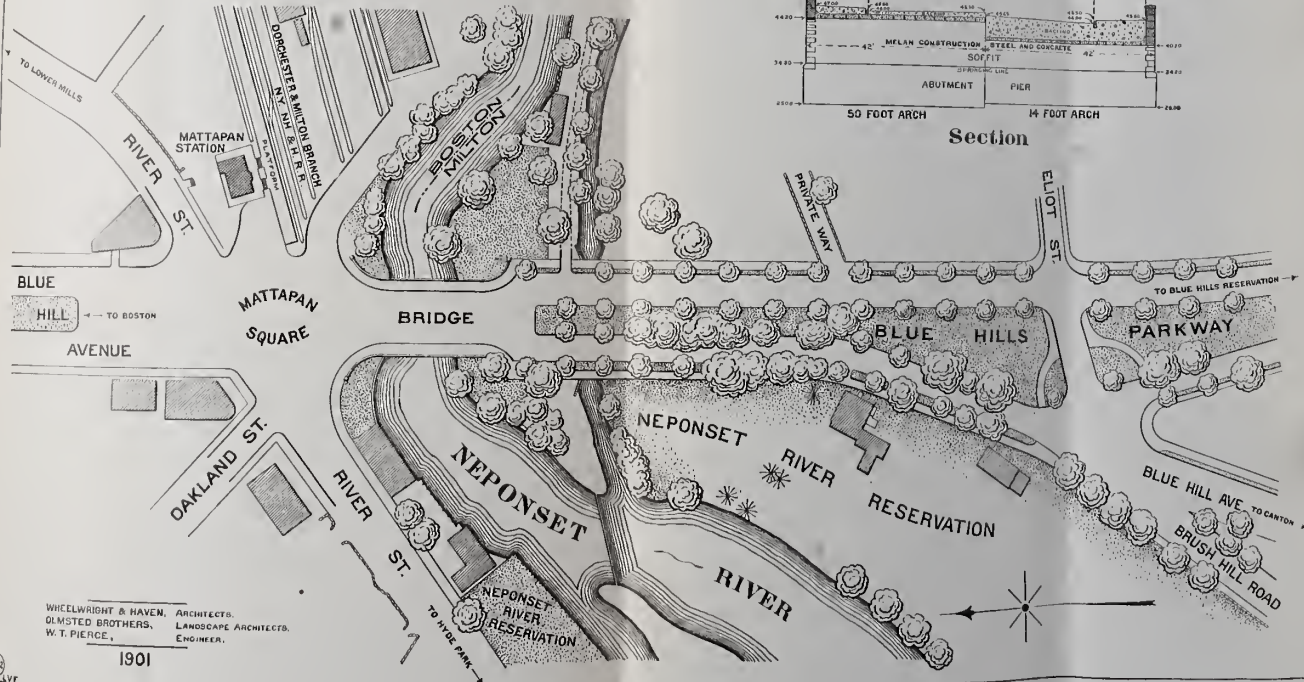 MELAN CONSTRUCTION STEEL AND CONCRETE
42'
42'
SOFFIT
SPRINGING LINE
ABUTMENT PIER
50 FOOT ARCH
14 FOOT ARCH
Section
TO LOWER MILLS
RIVER ST.
MATTAPAN
STATION
PLATFORM
DORCHESTER & MILTON BRANCH
N.Y. N.H. & H.R.R.
BOSTON
MILTON
PRIVATE WAY
ELIOT ST.
BLUE
HILL
AVENUE
TO BOSTON
MATTAPAN
SQUARE
BRIDGE
BLUE HILLS
PARKWAY
TO BLUE HILLS RESERVATION
OAKLAND ST.
RIVER ST.
TO HYDE PARK
NEPONSET
RIVER
NEPONSET
RIVER
RESERVATION
NEPONSET
RIVER
RESERVATION
BLUE HILL AVE.
TO CANTON
BRUSH HILL ROAD
WHEELWRIGHT & HAVEN, ARCHITECTS.
OLMSTED BROTHERS, LANDSCAPE ARCHITECTS.
W. T. PIERCE, ENGINEER.
1901